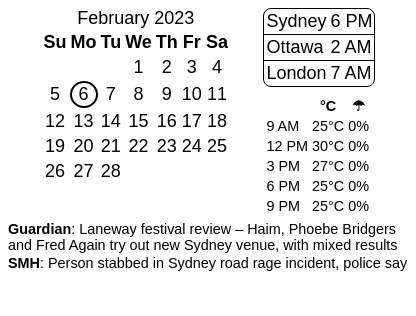 February 2023
Su Mo Tu We Th Fr Sa
1 2 3 4
5 6 7 8 9 10 11
12 13 14 15 16 17 18
19 20 21 22 23 24 25
26 27 28
Sydney 6 PM
Ottawa 2 AM
London 7 AM
°C ☂
9 AM 25°C 0%
12 PM 30°C 0%
3 PM 27°C 0%
6 PM 25°C 0%
9 PM 25°C 0%
Guardian: Laneway festival review – Haim, Phoebe Bridgers
and Fred Again try out new Sydney venue, with mixed results
SMH: Person stabbed in Sydney road rage incident, police say